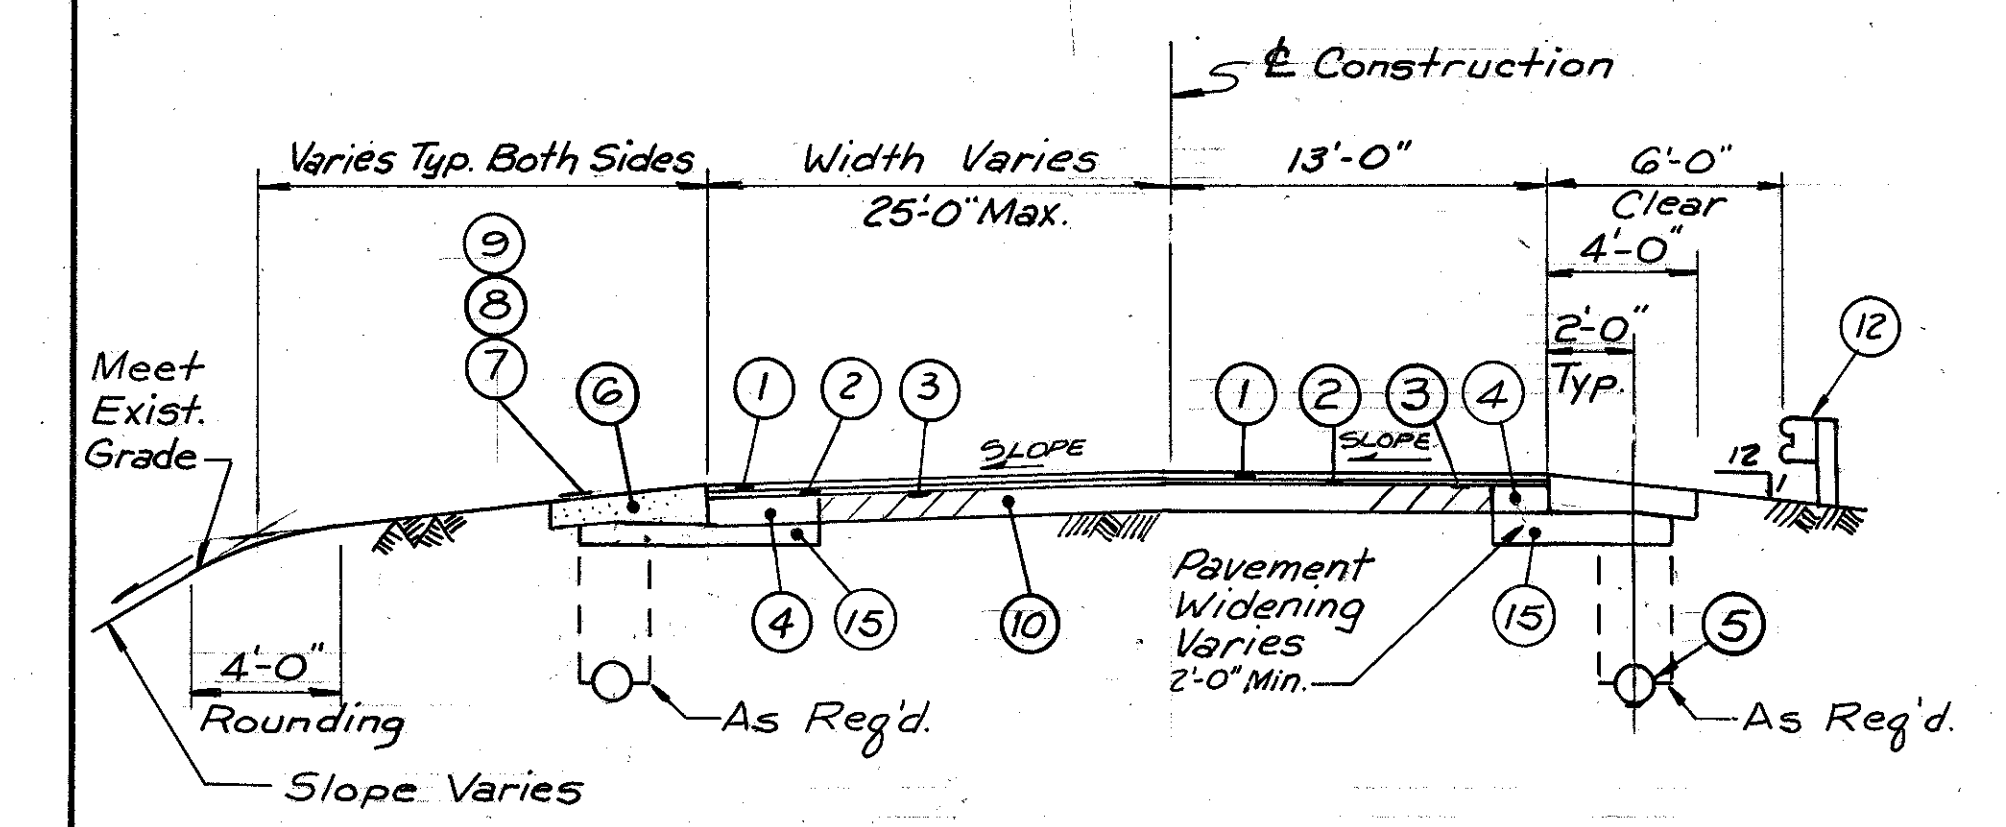 ℄ Construction
Varies Typ. Both Sides
Width Varies
25'-0" Max.
13'-0"
6'-0"
Clear
4'-0"
2'-0"
Typ.
9
8
7
6
1
2
3
1
2
3
4
12
Meet
Exist.
Grade
SLOPE
SLOPE
12
1
4
15
10
Pavement
Widening
Varies
2'-0" Min.
15
5
4'-0"
Rounding
As Req'd.
As Req'd.
Slope Varies